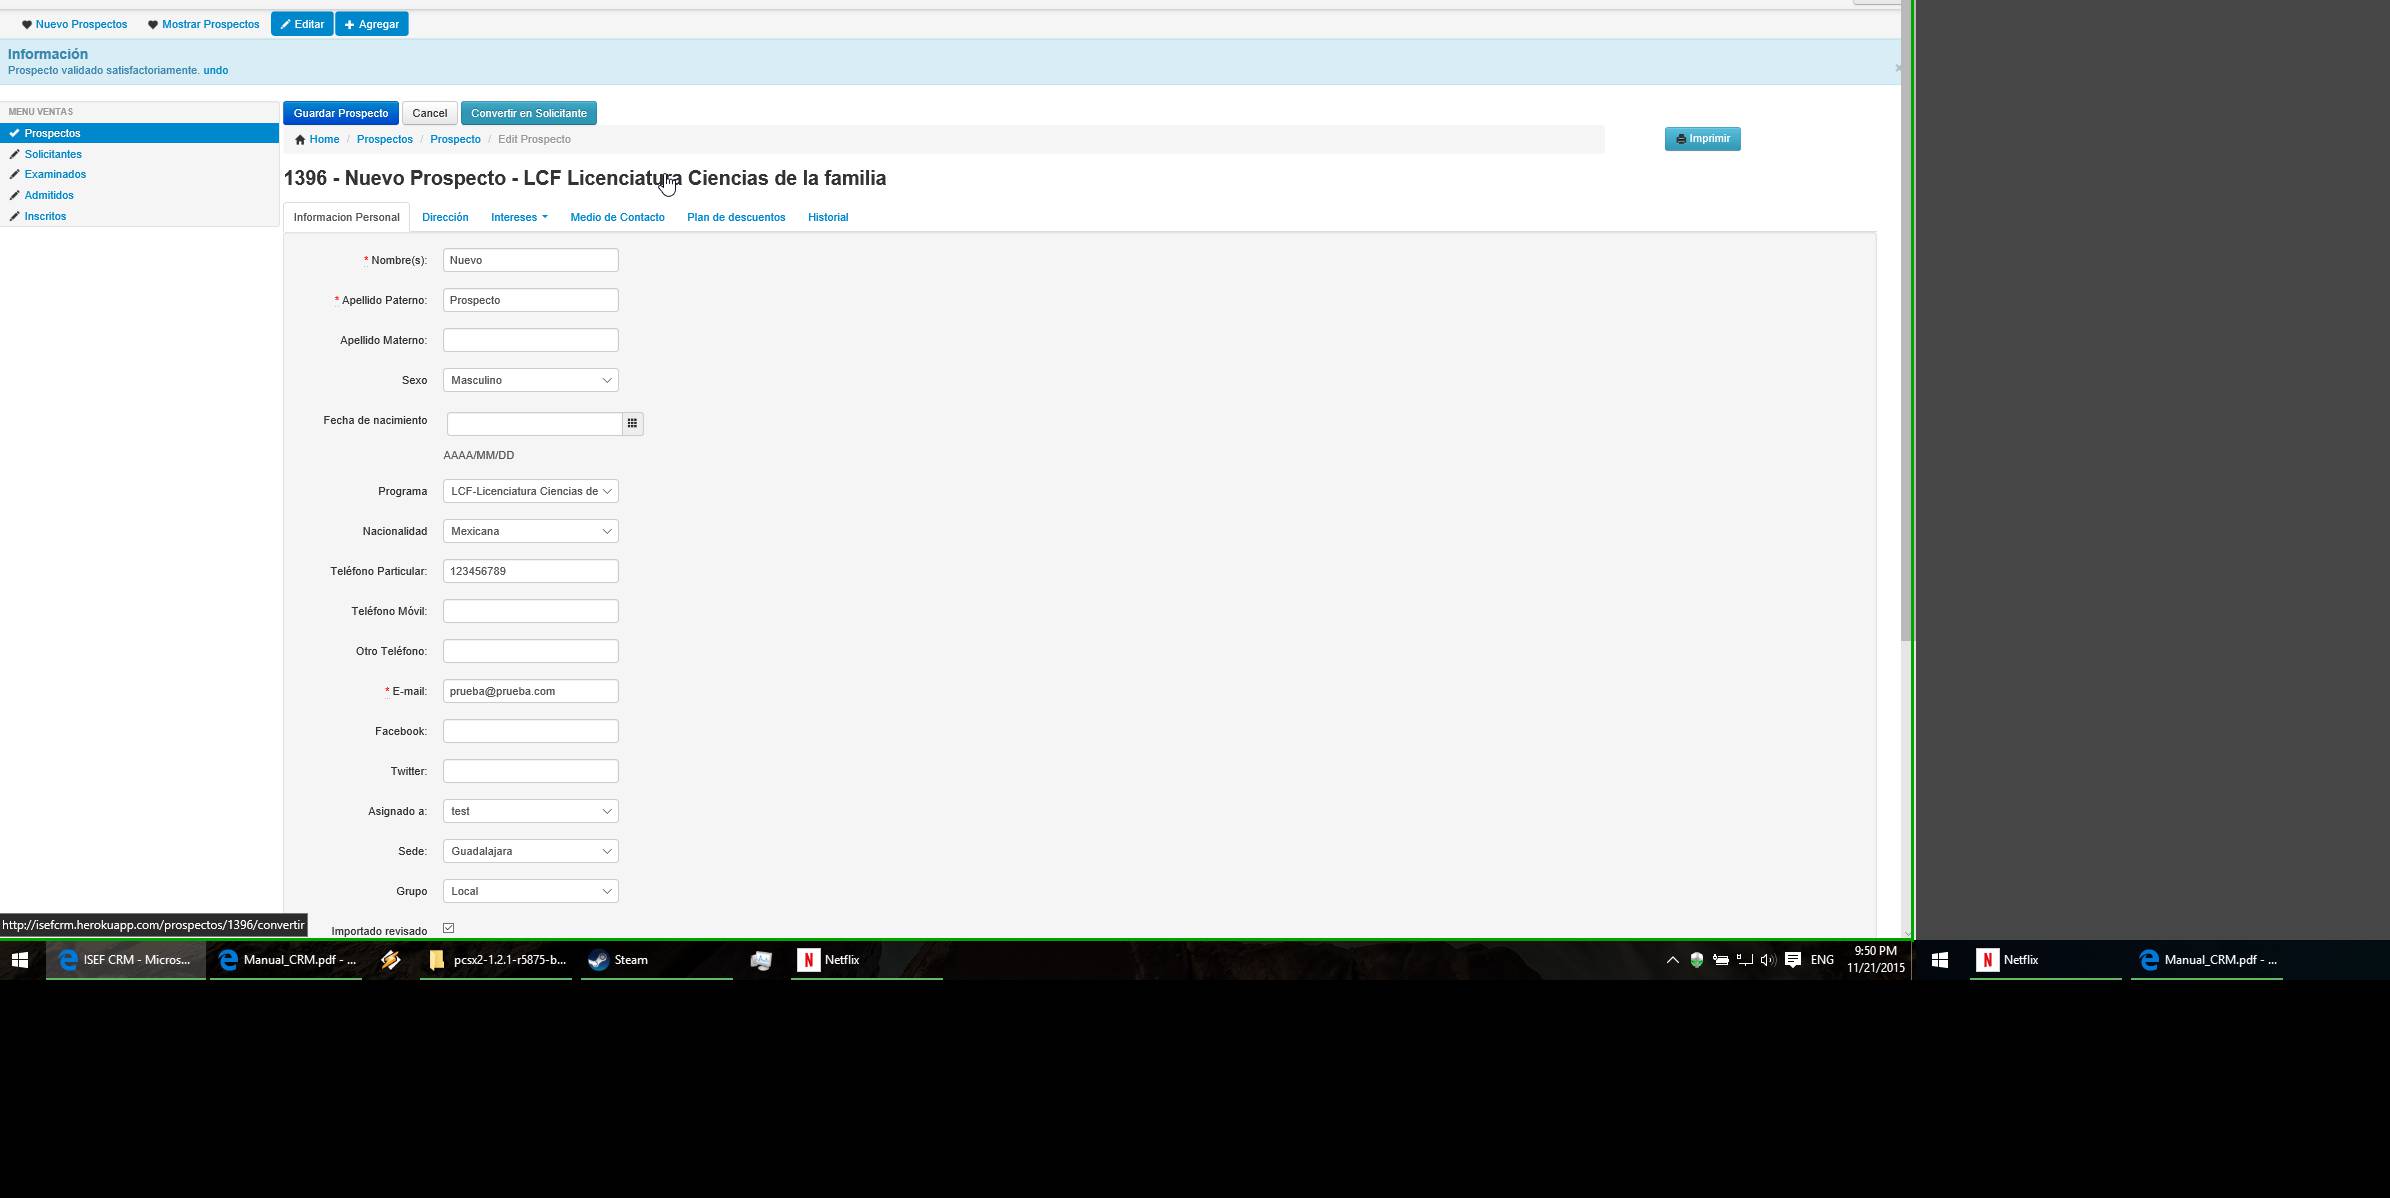 Nuevo Prospectos Mostrar Prospectos Editar Agregar
Información
Prospecto validado satisfactoriamente. undo
×
MENU VENTAS
Prospectos
Solicitantes
Examinados
Admitidos
Inscritos
Guardar Prospecto Cancel Convertir en Solicitante
Home / Prospectos / Prospecto / Edit Prospecto
Imprimir
1396 - Nuevo Prospecto - LCF Licenciatura Ciencias de la familia
Informacion Personal Dirección Intereses Medio de Contacto Plan de descuentos Historial
* Nombre(s): Nuevo
* Apellido Paterno: Prospecto
Apellido Materno:
Sexo Masculino
Fecha de nacimiento
AAAA/MM/DD
Programa LCF-Licenciatura Ciencias de
Nacionalidad Mexicana
Teléfono Particular: 123456789
Teléfono Móvil:
Otro Teléfono:
* E-mail: prueba@prueba.com
Facebook:
Twitter:
Asignado a: test
Sede: Guadalajara
Grupo Local
Importado revisado
http://isefcrm.herokuapp.com/prospectos/1396/convertir
ISEF CRM - Micros... Manual_CRM.pdf - ... pcsx2-1.2.1-r5875-b... Steam N Netflix ENG 9:50 PM
11/21/2015
N Netflix Manual_CRM.pdf - ...